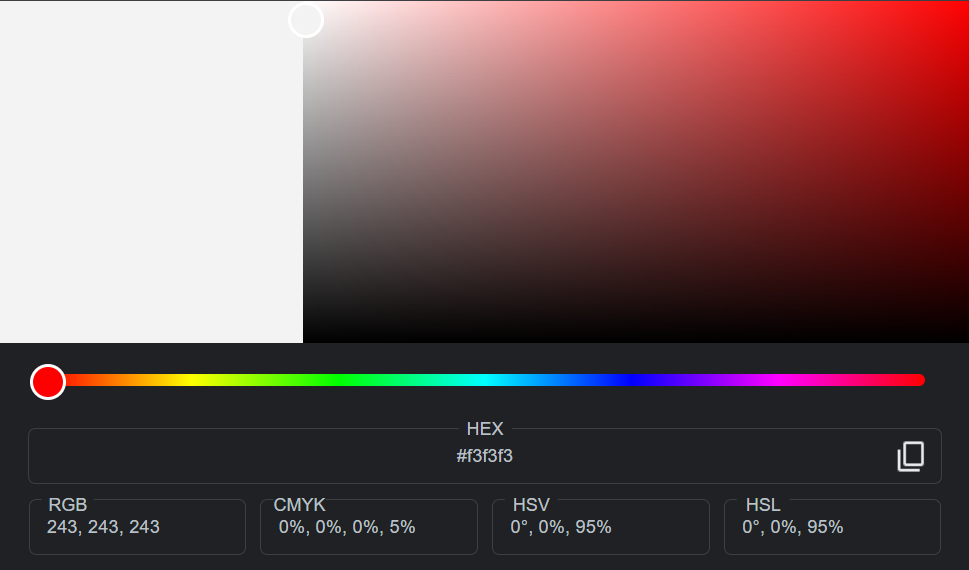 HEX
#f3f3f3
RGB
243, 243, 243
CMYK
0%, 0%, 0%, 5%
HSV
0°, 0%, 95%
HSL
0°, 0%, 95%